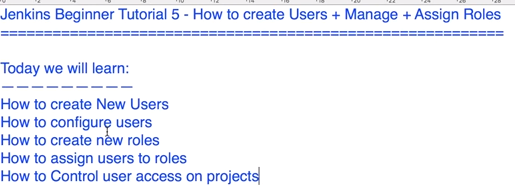 Jenkins Beginner Tutorial 5 - How to create Users + Manage + Assign Roles
==========================================================
Today we will learn:
— — — — — — — — —
How to create New Users
How to configure users
How to create new roles
How to assign users to roles
How to Control user access on projects